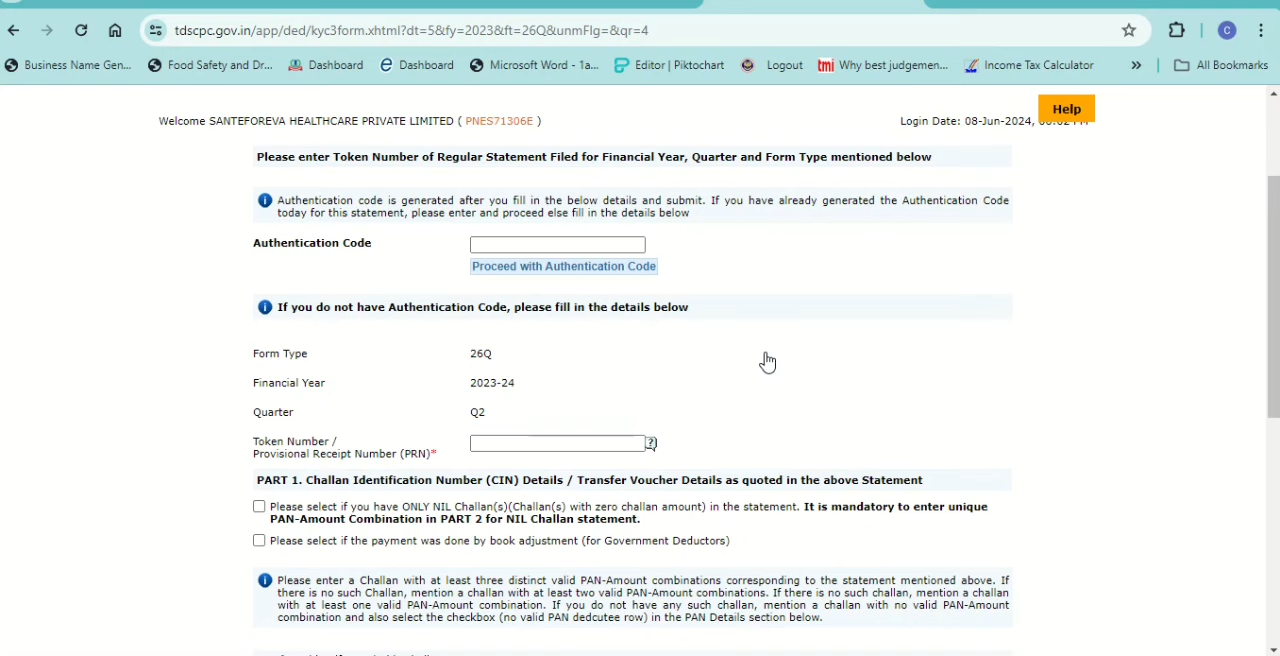 tdscpc.gov.in/app/ded/kyc3form.xhtml?dt=5&fy=2023&ft=26Q&unmFlg=&qr=4
C
Business Name Gen...
Food Safety and Dr...
Dashboard
Dashboard
Microsoft Word - 1a...
Editor | Piktochart
Logout
tmi Why best judgemen...
Income Tax Calculator
»
All Bookmarks
Help
Welcome SANTEFOREVA HEALTHCARE PRIVATE LIMITED ( PNES71306E )
Login Date: 08-Jun-2024,
Please enter Token Number of Regular Statement Filed for Financial Year, Quarter and Form Type mentioned below
Authentication code is generated after you fill in the below details and submit. If you have already generated the Authentication Code
today for this statement, please enter and proceed else fill in the details below
Authentication Code
Proceed with Authentication Code
If you do not have Authentication Code, please fill in the details below
Form Type 26Q
Financial Year 2023-24
Quarter Q2
Token Number /
Provisional Receipt Number (PRN)*
?
PART 1. Challan Identification Number (CIN) Details / Transfer Voucher Details as quoted in the above Statement
Please select if you have ONLY NIL Challan(s)(Challan(s) with zero challan amount) in the statement. It is mandatory to enter unique
PAN-Amount Combination in PART 2 for NIL Challan statement.
Please select if the payment was done by book adjustment (for Government Deductors)
Please enter a Challan with at least three distinct valid PAN-Amount combinations corresponding to the statement mentioned above. If
there is no such Challan, mention a challan with at least two valid PAN-Amount combinations. If there is no such challan, mention a challan
with at least one valid PAN-Amount combination. If you do not have any such challan, mention a challan with no valid PAN-Amount
combination and also select the checkbox (no valid PAN dedcutee row) in the PAN Details section below.